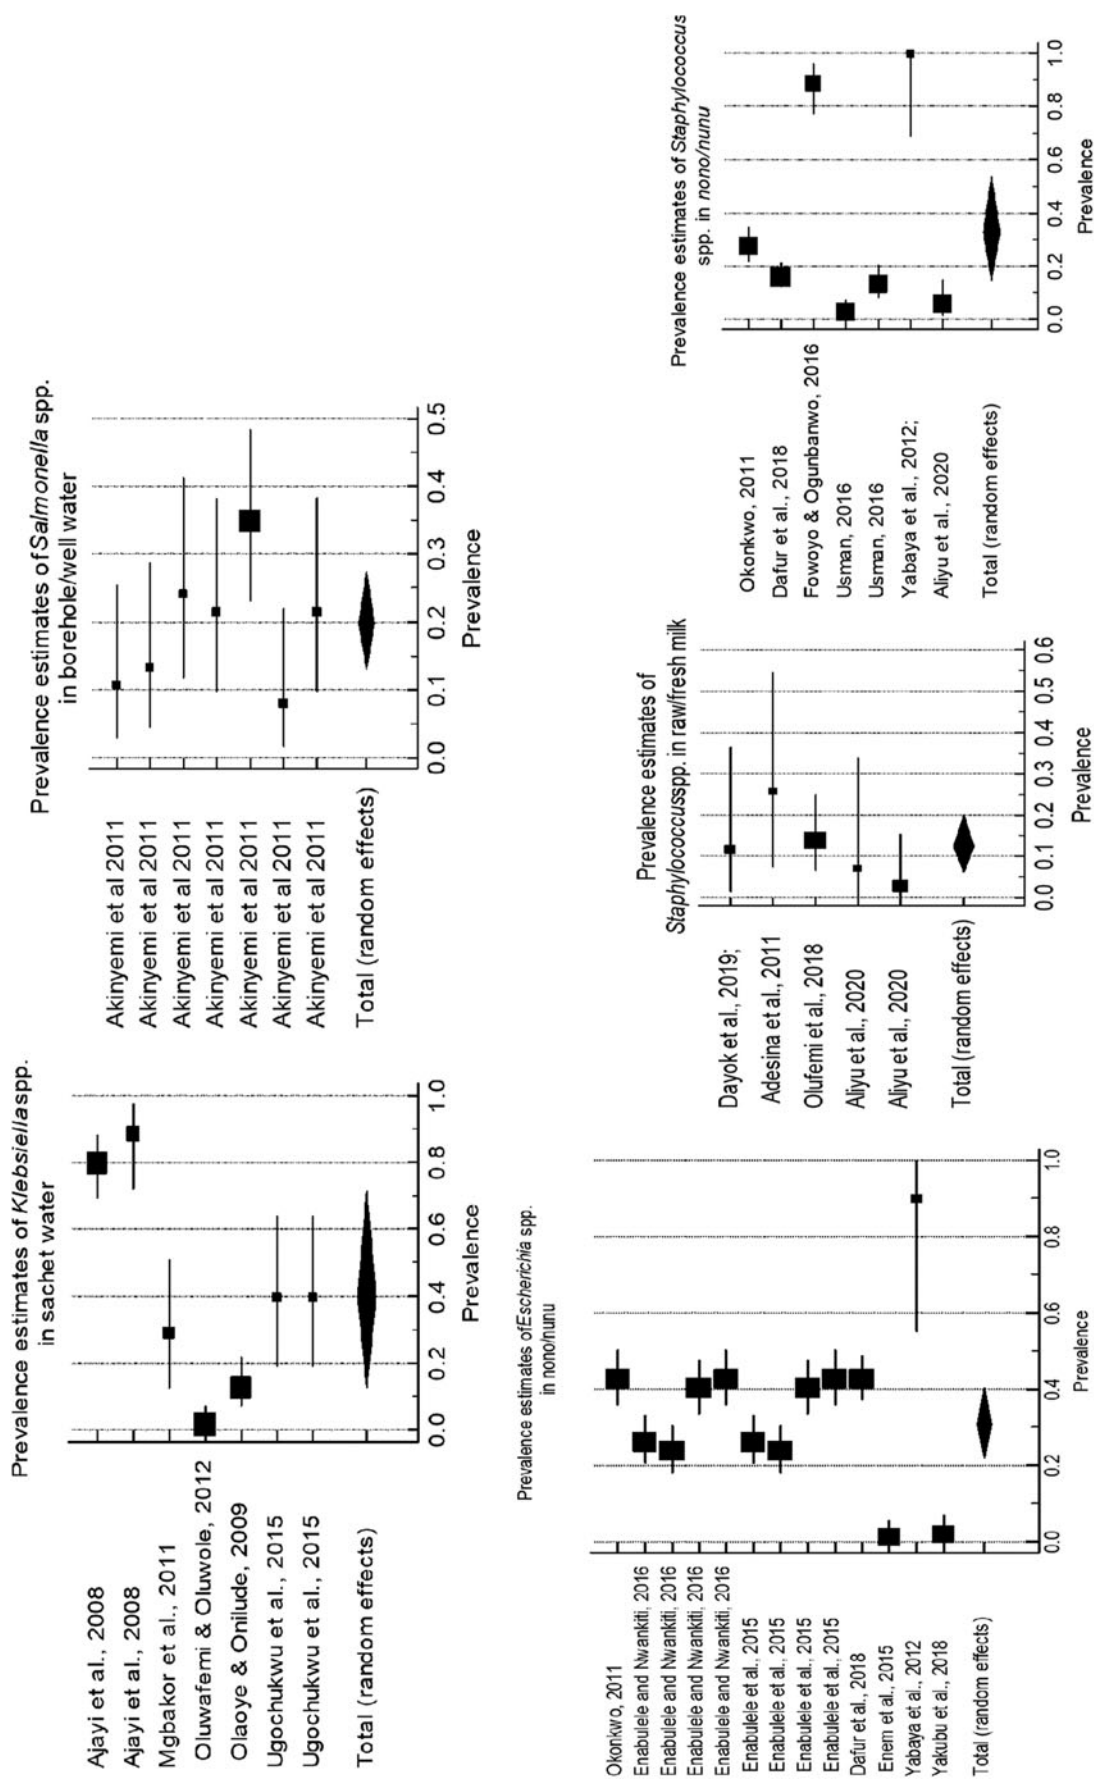 Prevalence estimates of Klebsiella spp.
in sachet water
Ajayi et al., 2008
Ajayi et al., 2008
Mgbakor et al., 2011
Oluwafemi & Oluwole, 2012
Olaoye & Onilude, 2009
Ugochukwu et al., 2015
Ugochukwu et al., 2015
Total (random effects)
0.0 0.2 0.4 0.6 0.8 1.0
Prevalence
Prevalence estimates of Salmonella spp.
in borehole/well water
Akinyemi et al 2011
Akinyemi et al 2011
Akinyemi et al 2011
Akinyemi et al 2011
Akinyemi et al 2011
Akinyemi et al 2011
Akinyemi et al 2011
Total (random effects)
0.0 0.1 0.2 0.3 0.4 0.5
Prevalence
Prevalence estimates of Escherichia spp.
in nono/nunu
Okonkwo, 2011
Enabulele and Nwankiti, 2016
Enabulele and Nwankiti, 2016
Enabulele and Nwankiti, 2016
Enabulele and Nwankiti, 2016
Enabulele et al., 2015
Enabulele et al., 2015
Enabulele et al., 2015
Enabulele et al., 2015
Dafur et al., 2018
Enem et al., 2015
Yabaya et al., 2012
Yakubu et al., 2018
Total (random effects)
0.0 0.2 0.4 0.6 0.8 1.0
Prevalence
Prevalence estimates of
Staphylococcus spp. in raw/fresh milk
Dayok et al., 2019;
Adesina et al., 2011
Olufemi et al., 2018
Aliyu et al., 2020
Aliyu et al., 2020
Total (random effects)
0.0 0.1 0.2 0.3 0.4 0.5 0.6
Prevalence
Prevalence estimates of Staphylococcus
spp. in nono/nunu
Okonkwo, 2011
Dafur et al., 2018
Fowoyo & Ogunbanwo, 2016
Usman, 2016
Usman, 2016
Yabaya et al., 2012;
Aliyu et al., 2020
Total (random effects)
0.0 0.2 0.4 0.6 0.8 1.0
Prevalence